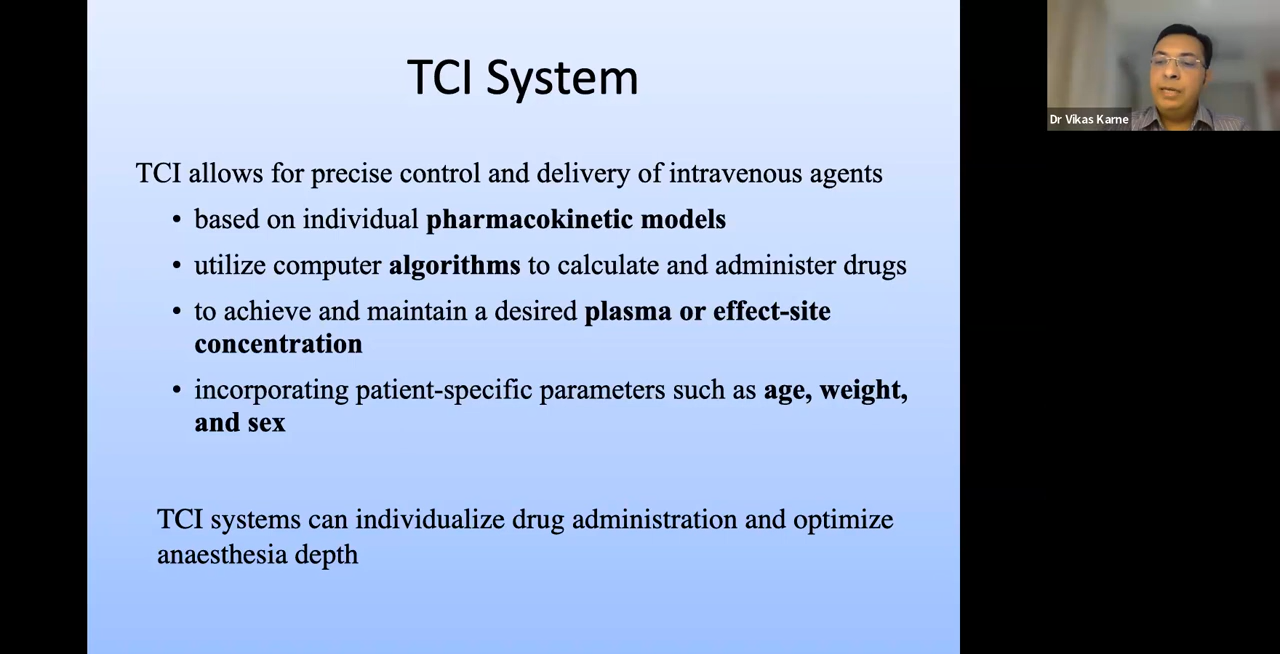 TCI System
TCI allows for precise control and delivery of intravenous agents
• based on individual pharmacokinetic models
• utilize computer algorithms to calculate and administer drugs
• to achieve and maintain a desired plasma or effect-site
concentration
• incorporating patient-specific parameters such as age, weight,
and sex
TCI systems can individualize drug administration and optimize
anaesthesia depth
Dr Vikas Karne